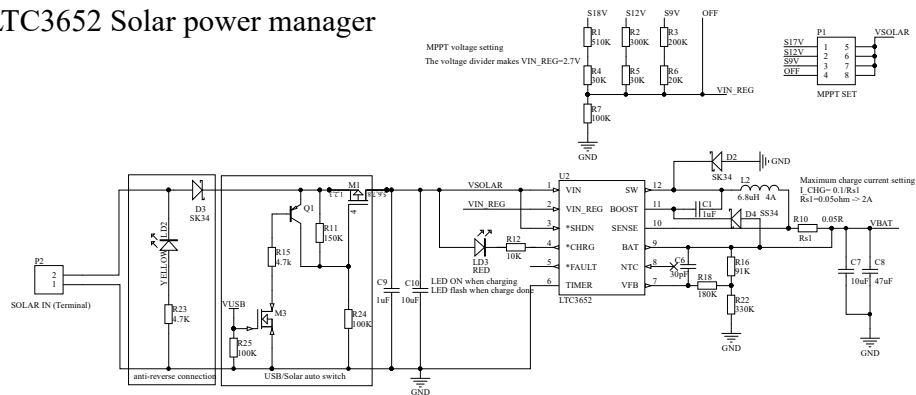 LTC3652 Solar power manager
S18V S12V S9V OFF
R1 510K
R2 300K
R3 200K
MPPT voltage setting
The voltage divider makes VIN_REG=2.7V
R4 30K
R5 30K
R6 20K
VIN_REG
R7 100K
GND
P1
VSOLAR
S17V 1 5
S12V 2 6
S9V 3 7
OFF 4 8
MPPT SET
D3
SK34
LD2
YELLOW
R23
4.7K
P2
2
1
SOLAR IN (Terminal)
anti-reverse connection
M1
4
Q1
R11
150K
R15
4.7k
VUSB
M3
R25
100K
R24
100K
USB/Solar auto switch
C9
1uF
C10
10uF
GND
VSOLAR
VIN_REG
LD3
RED
R12
10K
LED ON when charging
LED flash when charge done
U2
1 VIN SW 12
2 VIN_REG BOOST 11
3 *SHDN SENSE 10
4 *CHRG BAT 9
5 *FAULT NTC 8
6 TIMER VFB 7
LTC3652
D2
SK34
GND
L2
6.8uH 4A
C1
1uF
D4 SS34
Maximum charge current setting
I_CHG= 0.1/Rs1
Rs1=0.05ohm -> 2A
R10 0.05R
Rs1
VBAT
C6
30pF
R18
180K
R16
91K
R22
330K
GND
C7
10uF
C8
47uF
GND